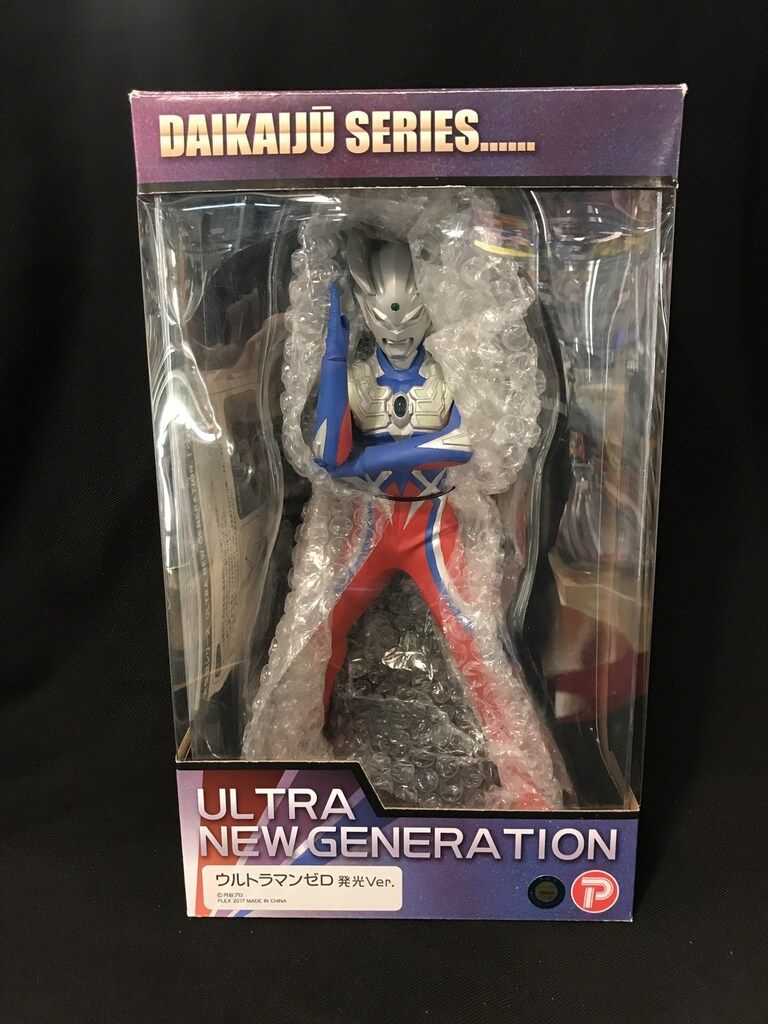 DAIKAIJŪ SERIES......
ULTRA
NEW GENERATION
ウルトラマンゼロ 発光Ver.
©円谷プロ
PLEX 2017 MADE IN CHINA